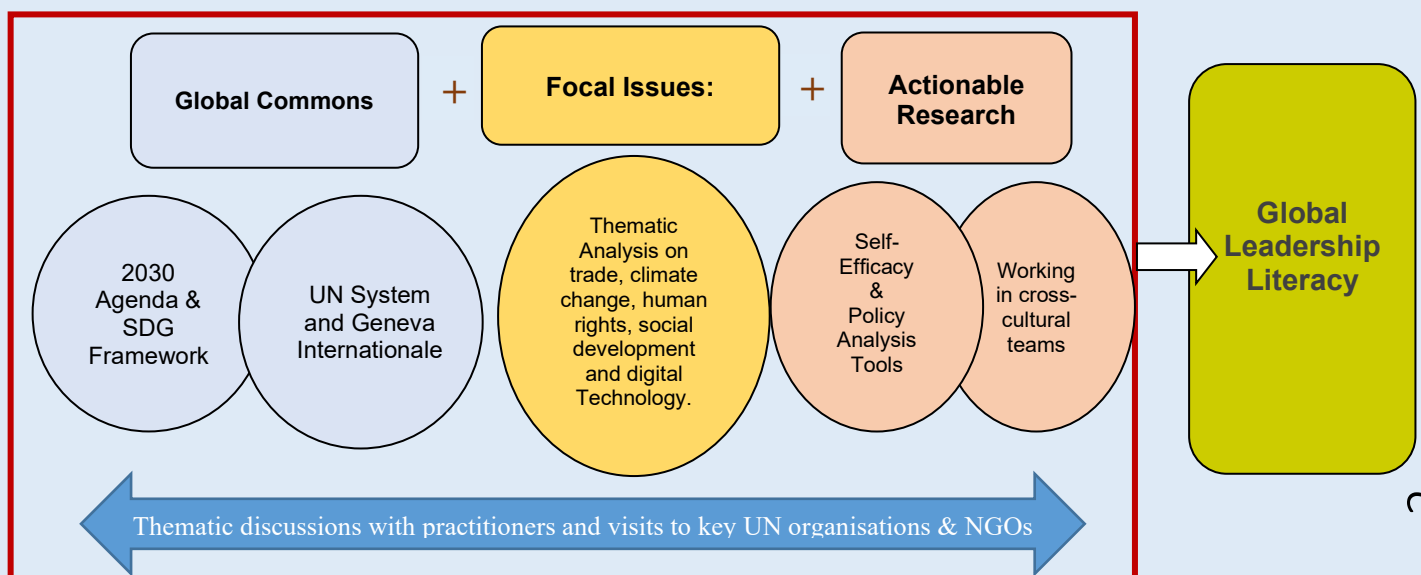 Global Commons
+
Focal Issues:
+
Actionable
Research
2030
Agenda &
SDG
Framework
UN System
and Geneva
Internationale
Thematic
Analysis on
trade, climate
change, human
rights, social
development
and digital
Technology.
Self-
Efficacy
&
Policy
Analysis
Tools
Working
in cross-
cultural
teams
Global
Leadership
Literacy
Thematic discussions with practitioners and visits to key UN organisations & NGOs